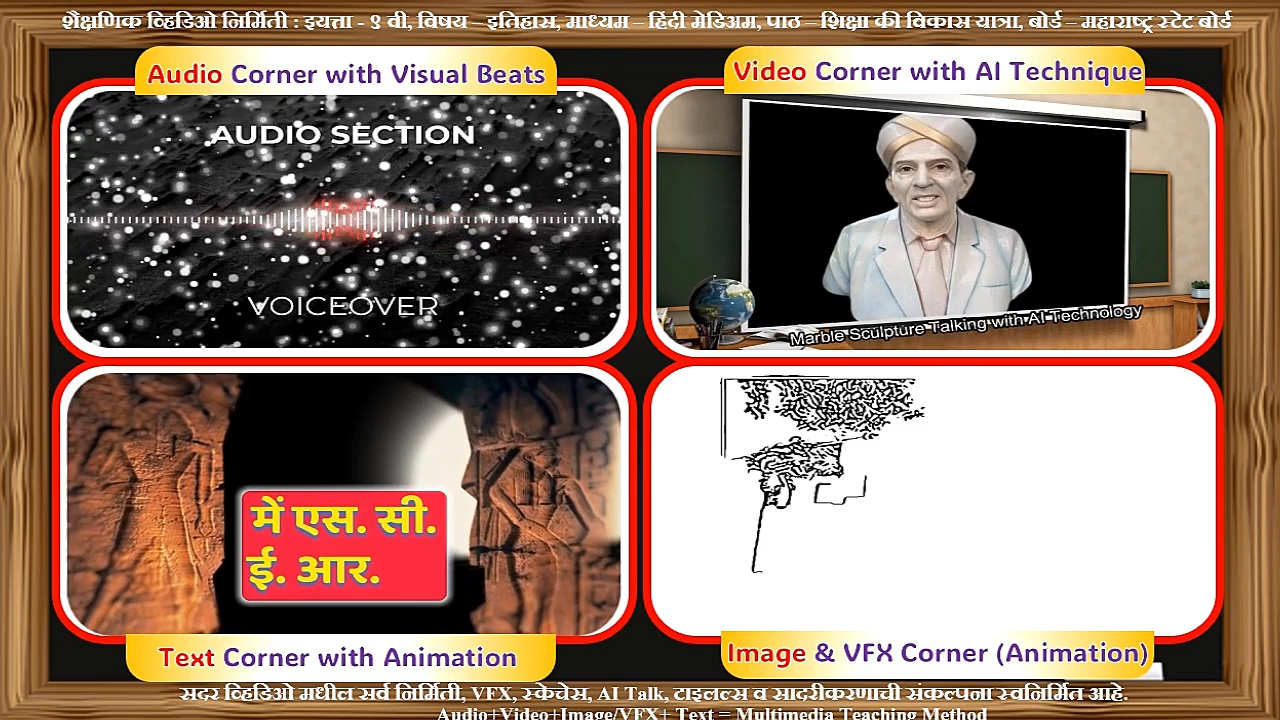 शैक्षणिक व्हिडिओ निर्मिती : इयत्ता - ९ वी, विषय – इतिहास, माध्यम – हिंदी मेडिअम, पाठ – शिक्षा की विकास यात्रा, बोर्ड – महाराष्ट्र स्टेट बोर्ड
Audio Corner with Visual Beats
Video Corner with AI Technique
AUDIO SECTION
VOICEOVER
Marble Sculpture Talking with AI Technology
में एस. सी.
ई. आर.
Text Corner with Animation
Image & VFX Corner (Animation)
सदर व्हिडिओ मधील सर्व निर्मिती, VFX, स्केचेस, AI Talk, टाइलल्स व सादरीकरणाची संकल्पना स्वनिर्मित आहे.
Audio+Video+Image/VFX+ Text = Multimedia Teaching Method